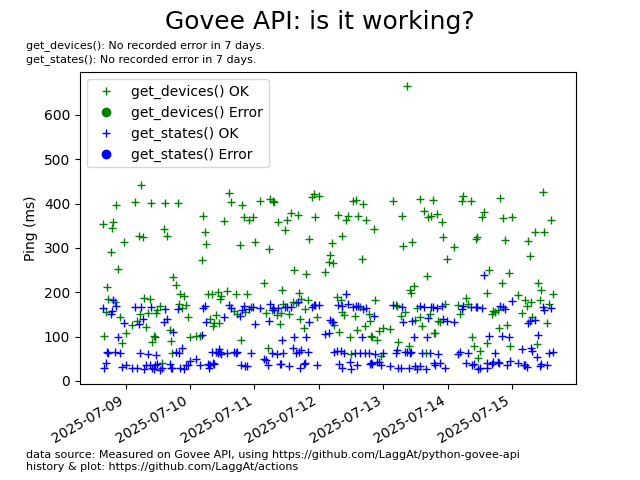 Govee API: is it working?
get_devices(): No recorded error in 7 days.
get_states(): No recorded error in 7 days.
get_devices() OK
get_devices() Error
get_states() OK
get_states() Error
Ping (ms)
600
500
400
300
200
100
0
2025-07-09
2025-07-10
2025-07-11
2025-07-12
2025-07-13
2025-07-14
2025-07-15
data source: Measured on Govee API, using https://github.com/LaggAt/python-govee-api
history & plot: https://github.com/LaggAt/actions